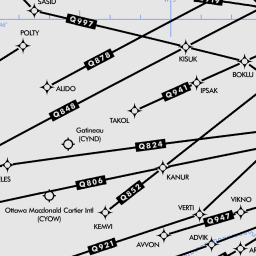 SASID
Q997
POLTY
Q878
KISUK
BOKLU
ALIDO
Q941
IPSAK
Q848
TAKOL
Gatineau
(CYND)
Q824
KANUR
Q806
Q852
Ottawa Macdonald Cartier Intl
(CYOW)
KEMVI
VERTI
VIKNO
Q947
Q921
AVVON
ADVIK